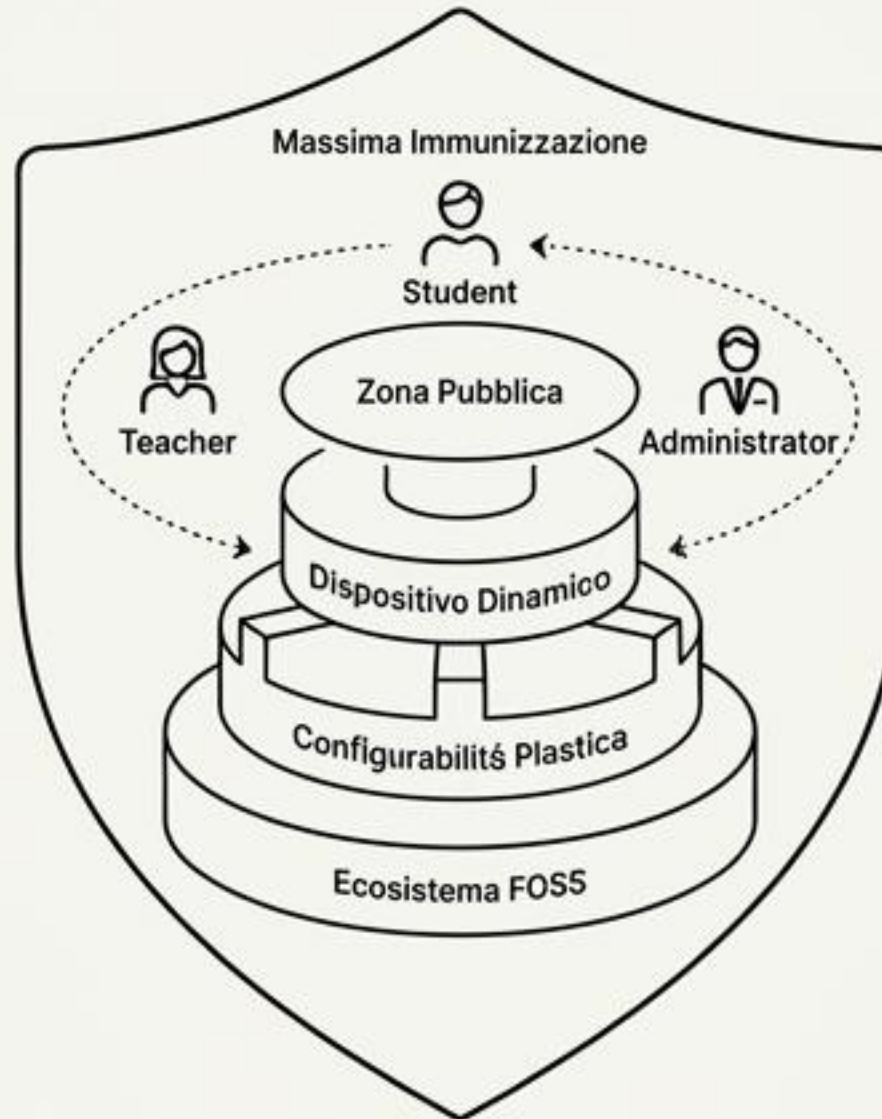 Massima Immunizzazione
Student
Zona Pubblica
Teacher
Administrator
Dispositivo Dinamico
Configurabilitś Plastica
Ecosistema FOS5